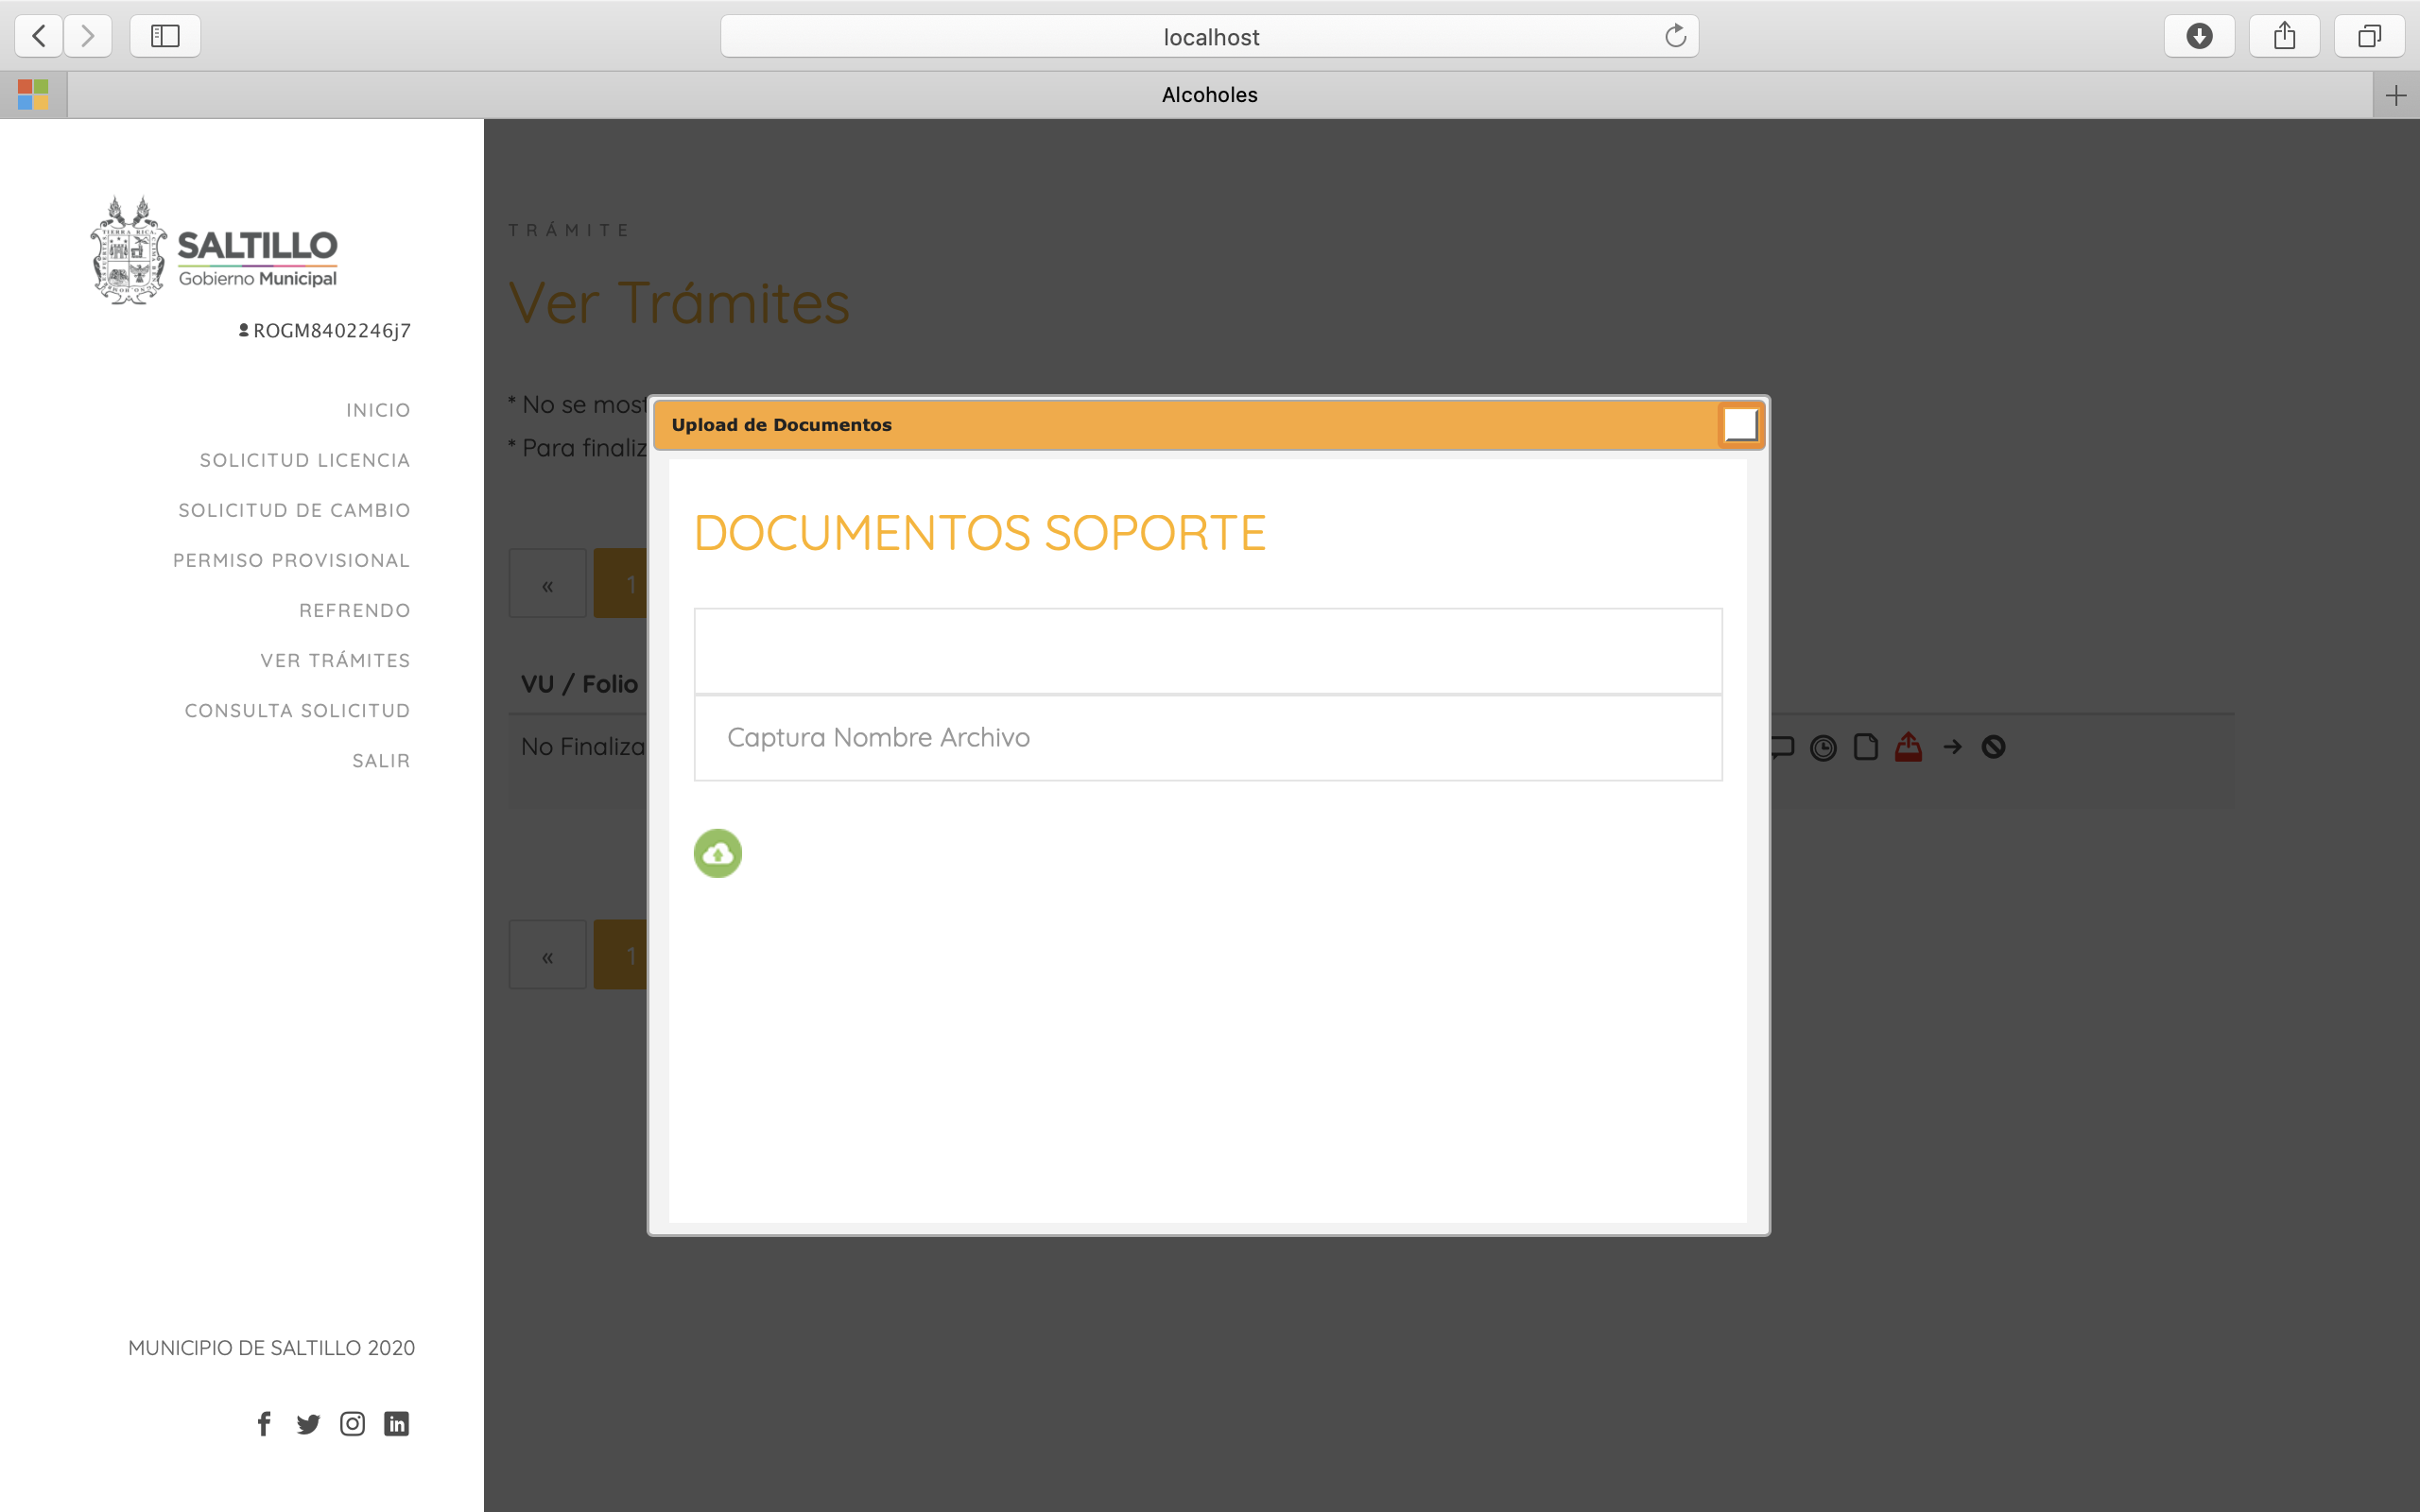 localhost
Alcoholes
SALTILLO
Gobierno Municipal
ROGM8402246j7
INICIO
SOLICITUD LICENCIA
SOLICITUD DE CAMBIO
PERMISO PROVISIONAL
REFRENDO
VER TRÁMITES
CONSULTA SOLICITUD
SALIR
MUNICIPIO DE SALTILLO 2020
TRÁMITE
Ver Trámites
* No se most
* Para finaliz
« 1
VU / Folio
No Finaliza
« 1
Upload de Documentos
DOCUMENTOS SOPORTE
Captura Nombre Archivo